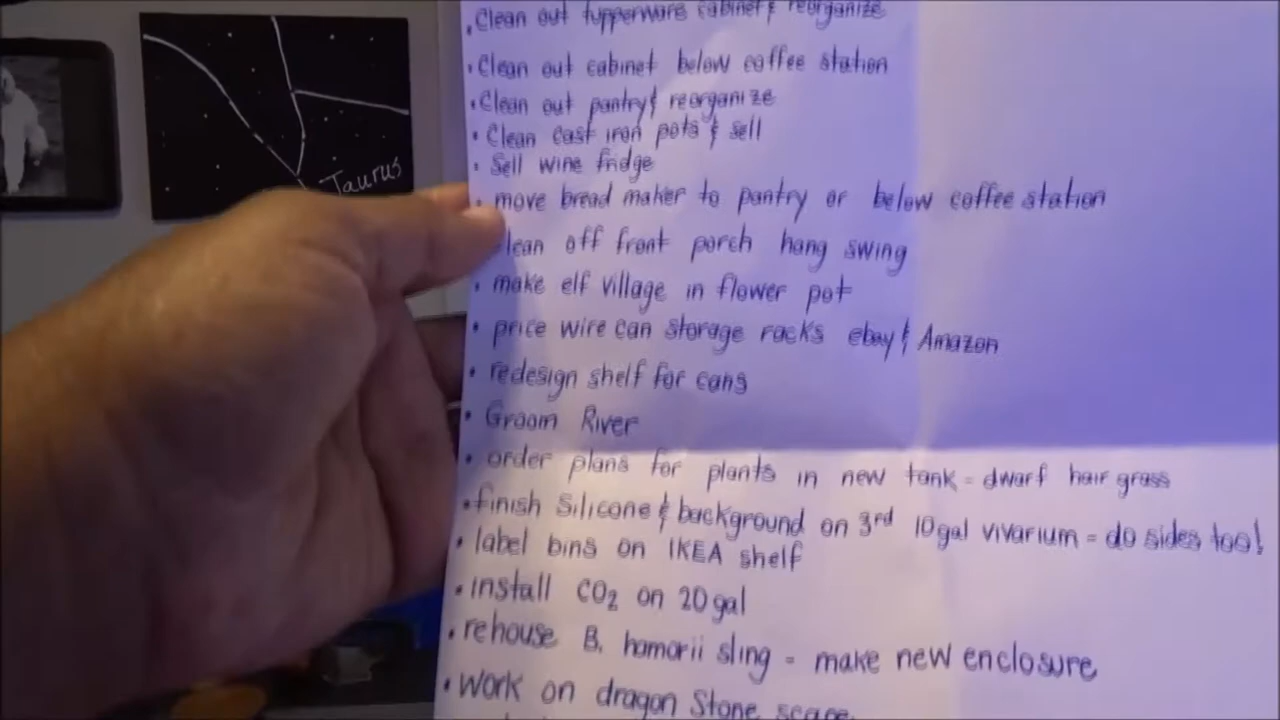 Taurus
• Clean out tupperware cabinet & reorganize
• Clean out cabinet below coffee station
• Clean out pantry & reorganize
• Clean cast iron pots & sell
• Sell wine fridge
• move bread maker to pantry or below coffee station
lean off front porch hang swing
• make elf village in flower pot
• price wire can storage racks ebay & Amazon
• redesign shelf for cans
• Groom River
• order plans for plants in new tank = dwarf hair grass
• finish Silicone & background on 3rd 10gal vivarium = do sides too!
• label bins on IKEA shelf
• install CO₂ on 20gal
• rehouse B. hamorii sling = make new enclosure
• work on dragon Stone scape